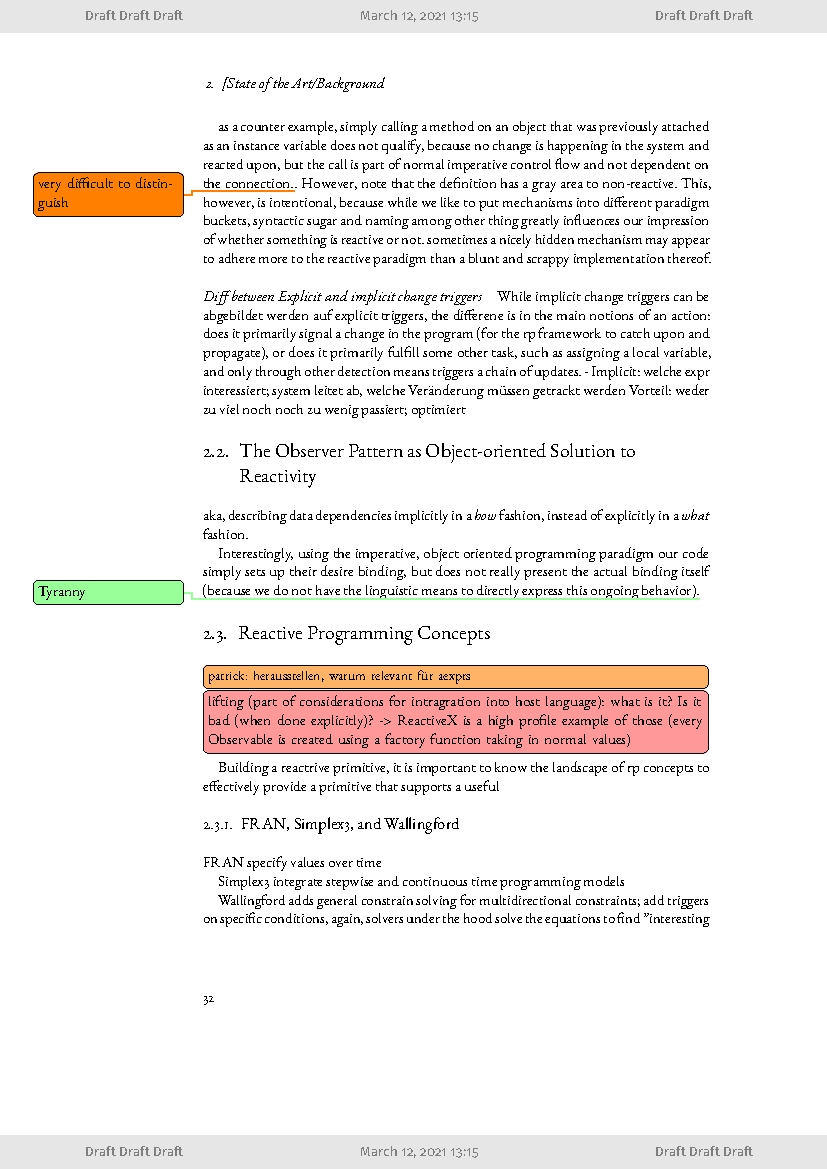 Draft Draft Draft March 12, 2021 13:15 Draft Draft Draft
2. [State of the Art/Background
as a counter example, simply calling a method on an object that was previously attached
as an instance variable does not qualify, because no change is happening in the system and
reacted upon, but the call is part of normal imperative control flow and not dependent on
very difficult to distin-
guish
the connection.. However, note that the definition has a gray area to non-reactive. This,
however, is intentional, because while we like to put mechanisms into different paradigm
buckets, syntactic sugar and naming among other thing greatly influences our impression
of whether something is reactive or not. sometimes a nicely hidden mechanism may appear
to adhere more to the reactive paradigm than a blunt and scrappy implementation thereof.
Diff between Explicit and implicit change triggers While implicit change triggers can be
abgebildet werden auf explicit triggers, the differene is in the main notions of an action:
does it primarily signal a change in the program (for the rp framework to catch upon and
propagate), or does it primarily fulfill some other task, such as assigning a local variable,
and only through other detection means triggers a chain of updates. - Implicit: welche expr
interessiert; system leitet ab, welche Veränderung müssen getrackt werden Vorteil: weder
zu viel noch noch zu wenig passiert; optimiert
2.2. The Observer Pattern as Object-oriented Solution to
Reactivity
aka, describing data dependencies implicitly in a how fashion, instead of explicitly in a what
fashion.
Interestingly, using the imperative, object oriented programming paradigm our code
simply sets up their desire binding, but does not really present the actual binding itself
Tyranny
(because we do not have the linguistic means to directly express this ongoing behavior).
2.3. Reactive Programming Concepts
patrick: herausstellen, warum relevant für aexprs
lifting (part of considerations for intragration into host language): what is it? Is it
bad (when done explicitly)? -> ReactiveX is a high profile example of those (every
Observable is created using a factory function taking in normal values)
Building a reactrive primitive, it is important to know the landscape of rp concepts to
effectively provide a primitive that supports a useful
2.3.1. FRAN, Simplex3, and Wallingford
FRAN specify values over time
Simplex3 integrate stepwise and continuous time programming models
Wallingford adds general constrain solving for multidirectional constraints; add triggers
on specific conditions, again, solvers under the hood solve the equations to find ”interesting
32
Draft Draft Draft March 12, 2021 13:15 Draft Draft Draft